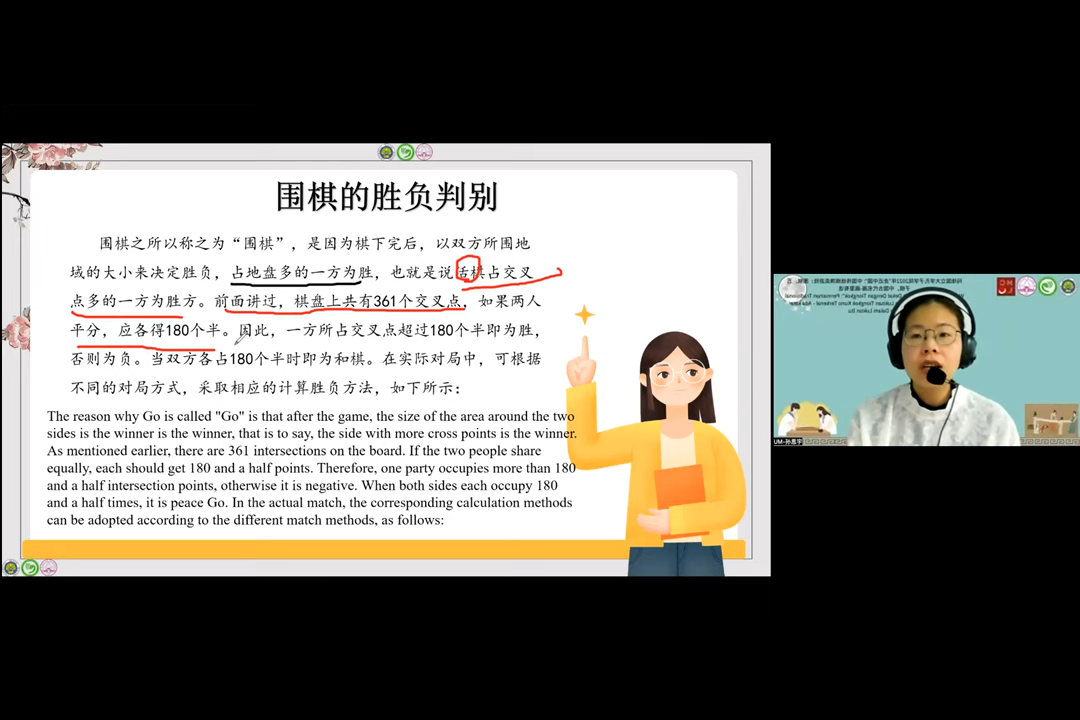 围棋的胜负判别
围棋之所以称之为“围棋”，是因为棋下完后，以双方所围地
域的大小来决定胜负，占地盘多的一方为胜，也就是说活棋占交叉
点多的一方为胜方。前面讲过，棋盘上共有361个交叉点，如果两人
平分，应各得180个半。因此，一方所占交叉点超过180个半即为胜，
否则为负。当双方各占180个半时即为和棋。在实际对局中，可根据
不同的对局方式，采取相应的计算胜负方法，如下所示：
The reason why Go is called "Go" is that after the game, the size of the area around the two
sides is the winner is the winner, that is to say, the side with more cross points is the winner.
As mentioned earlier, there are 361 intersections on the board. If the two people share
equally, each should get 180 and a half points. Therefore, one party occupies more than 180
and a half intersection points, otherwise it is negative. When both sides each occupy 180
and a half times, it is peace Go. In the actual match, the corresponding calculation methods
can be adopted according to the different match methods, as follows: